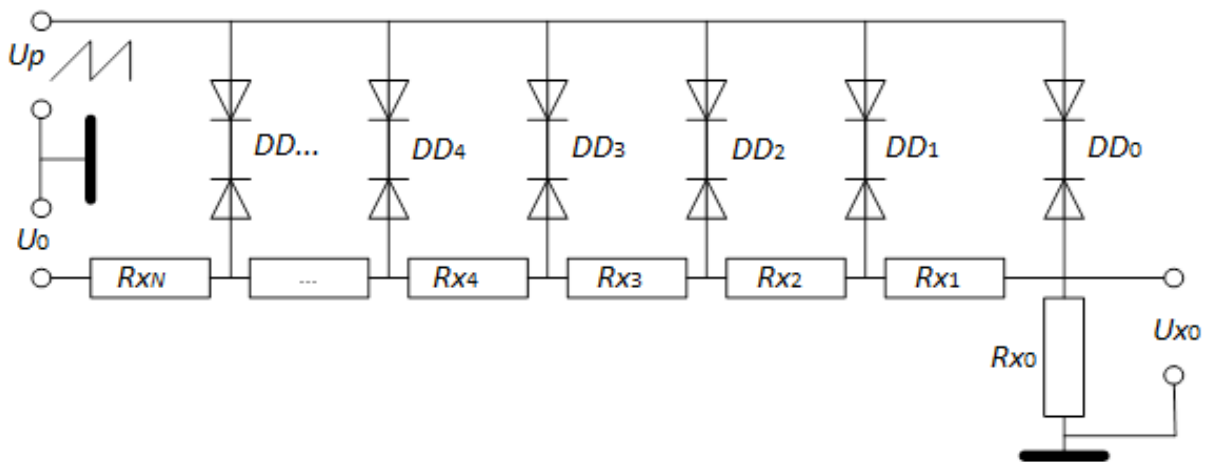 Up
DD...
DD4
DD3
DD2
DD1
DD0
U0
RxN
...
Rx4
Rx3
Rx2
Rx1
Ux0
Rx0